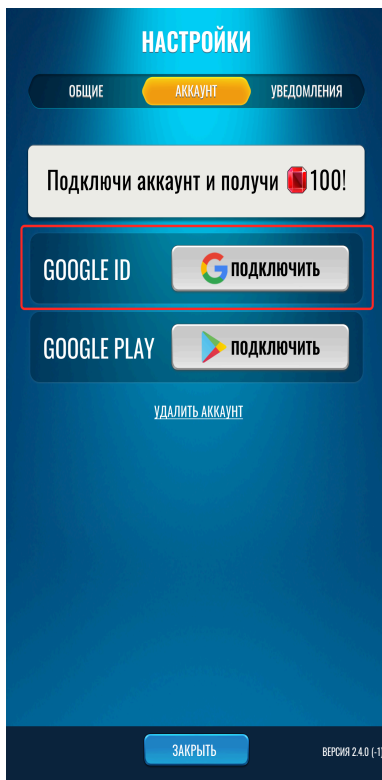 НАСТРОЙКИ
ОБЩИЕ АККАУНТ УВЕДОМЛЕНИЯ
Подключи аккаунт и получи 100!
GOOGLE ID ПОДКЛЮЧИТЬ
GOOGLE PLAY ПОДКЛЮЧИТЬ
УДАЛИТЬ АККАУНТ
ЗАКРЫТЬ ВЕРСИЯ 2.4.0 (-1)